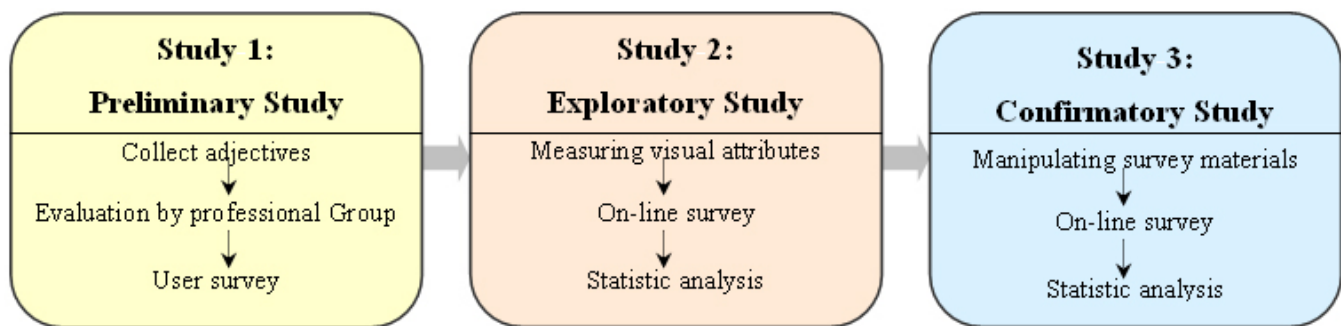 Study 1:
Preliminary Study
Collect adjectives
Evaluation by professional Group
User survey
Study 2:
Exploratory Study
Measuring visual attributes
On-line survey
Statistic analysis
Study 3:
Confirmatory Study
Manipulating survey materials
On-line survey
Statistic analysis